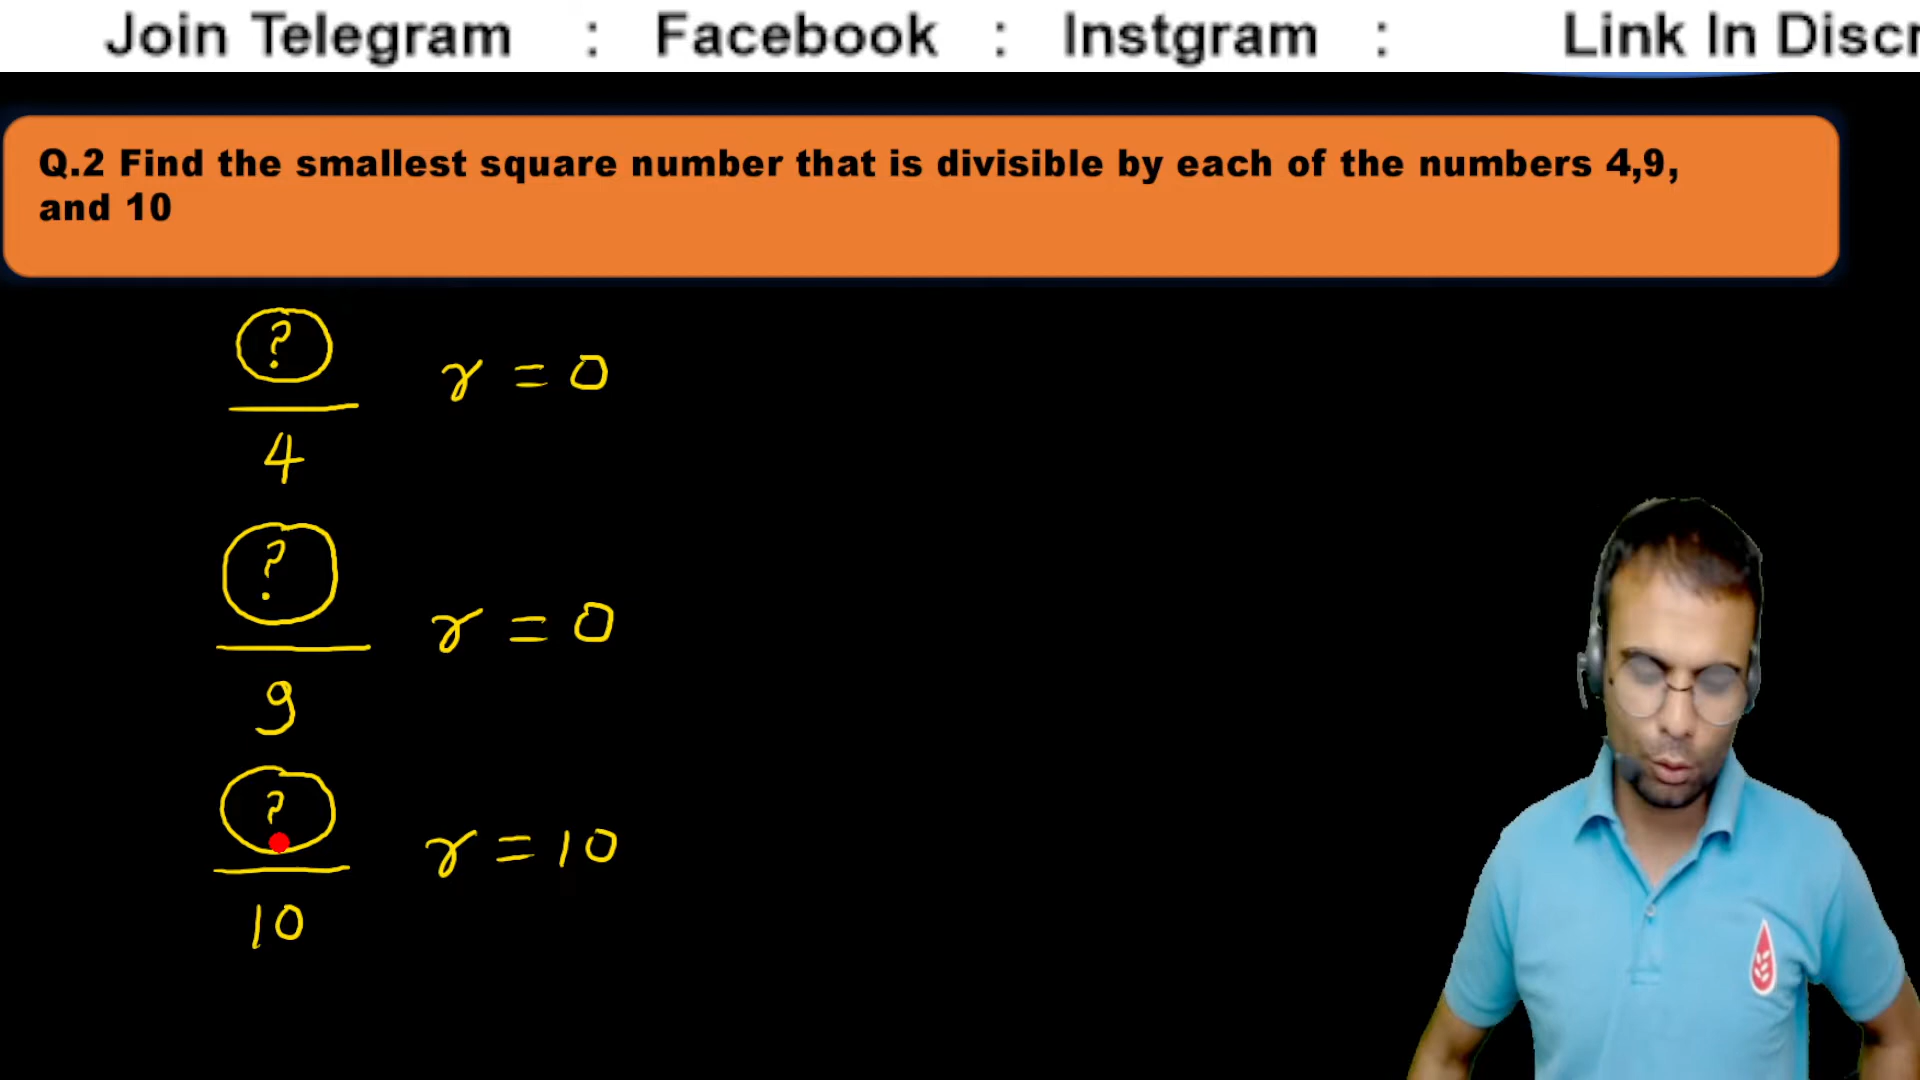 Join Telegram : Facebook : Instgram : Link In Discr
Q.2 Find the smallest square number that is divisible by each of the numbers 4,9,
and 10
?
4
r = 0
?
9
r = 0
?
10
r = 10